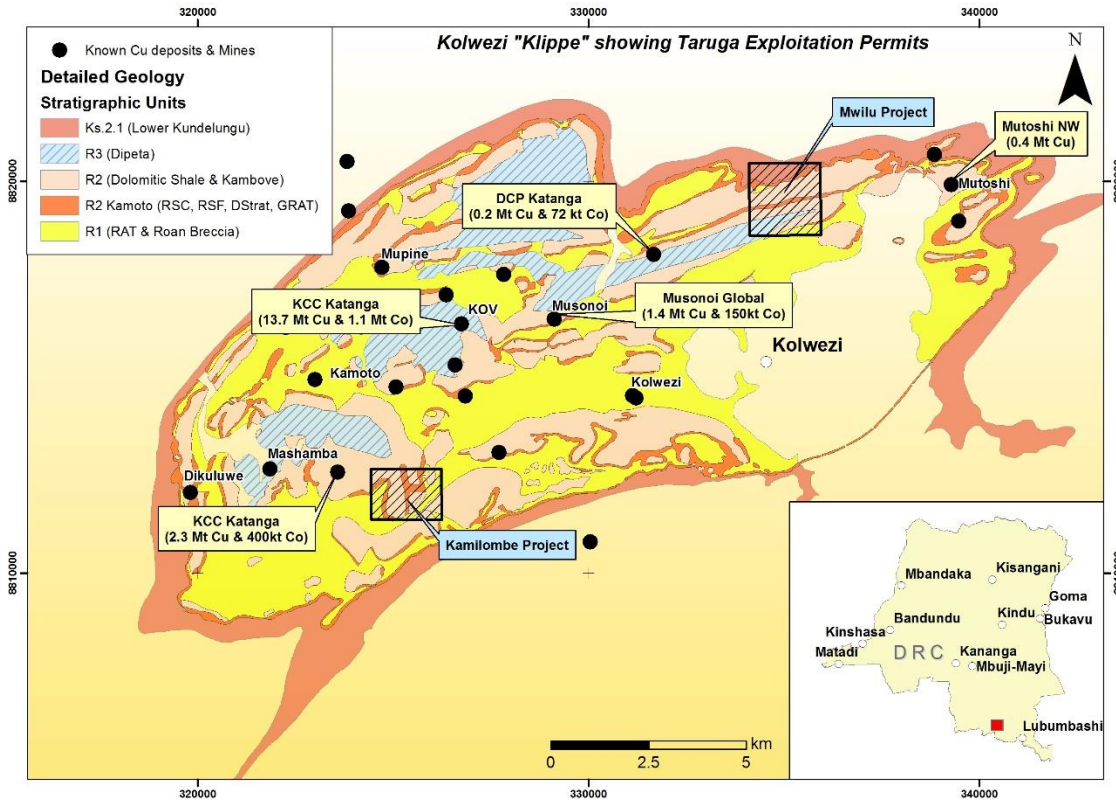 320000
330000
340000
Kolwezi "Klippe" showing Taruga Exploitation Permits
N
Known Cu deposits & Mines
Detailed Geology
Stratigraphic Units
Ks.2.1 (Lower Kundelungu)
R3 (Dipeta)
R2 (Dolomitic Shale & Kambove)
R2 Kamoto (RSC, RSF, DStrat, GRAT)
R1 (RAT & Roan Breccia)
Mwilu Project
Mutoshi NW
(0.4 Mt Cu)
8820000
Mutoshi
DCP Katanga
(0.2 Mt Cu & 72 kt Co)
Mupine
KCC Katanga
(13.7 Mt Cu & 1.1 Mt Co)
KOV
Musonoi
Musonoi Global
(1.4 Mt Cu & 150kt Co)
Kolwezi
Kamoto
Kolwezi
Mashamba
Dikuluwe
KCC Katanga
(2.3 Mt Cu & 400kt Co)
Kamilombe Project
8810000
Mbandaka
Kisangani
Goma
Bandundu
Kindu
Bukavu
Kinshasa
Matadi
DRC
Kananga
Mbuji-Mayi
Lubumbashi
km
0
2.5
5
320000
330000
340000